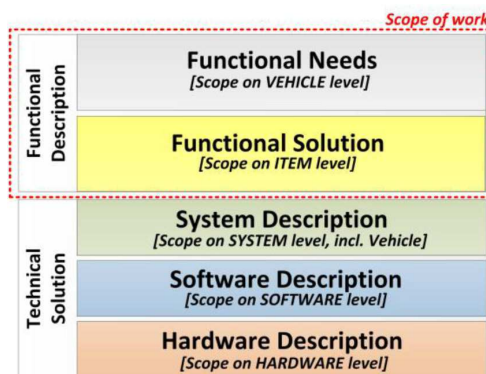 Scope of work
Functional Description
Functional Needs
[Scope on VEHICLE level]
Functional Solution
[Scope on ITEM level]
Technical Solution
System Description
[Scope on SYSTEM level, incl. Vehicle]
Software Description
[Scope on SOFTWARE level]
Hardware Description
[Scope on HARDWARE level]